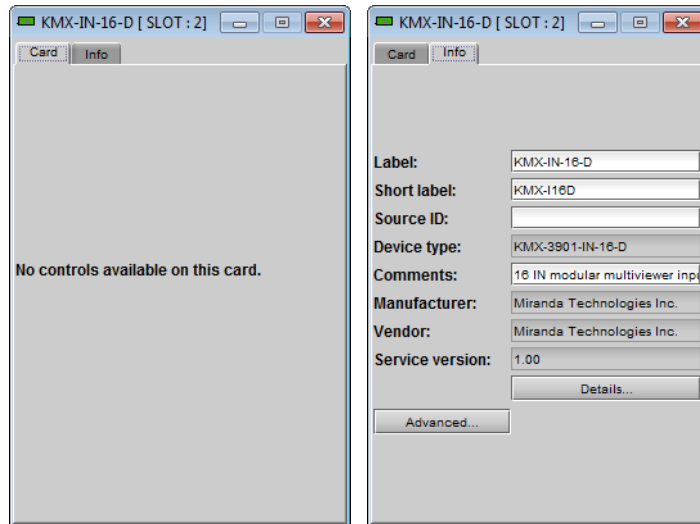 KMX-IN-16-D [ SLOT : 2]
Card Info
No controls available on this card.
KMX-IN-16-D [ SLOT : 2]
Card Info
Label: KMX-IN-16-D
Short label: KMX-I16D
Source ID:
Device type: KMX-3901-IN-16-D
Comments: 16 IN modular multiviewer
Manufacturer: Miranda Technologies Inc.
Vendor: Miranda Technologies Inc.
Service version: 1.00
Details...
Advanced...